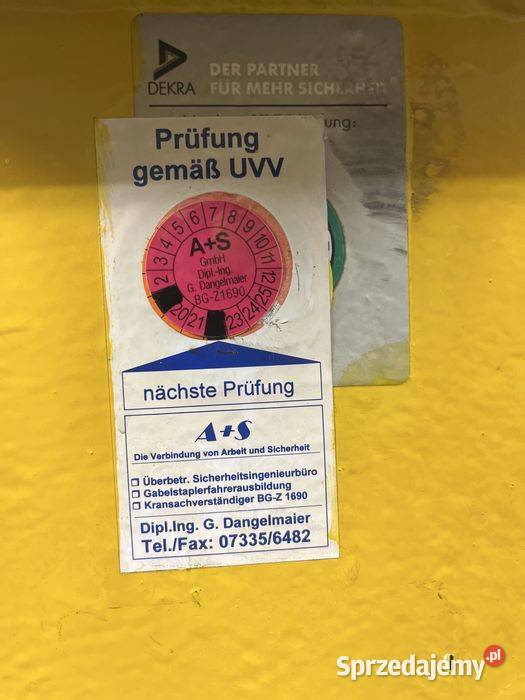 DEKRA
DER PARTNER
FÜR MEHR SICHERHEIT
Prüfung
gemäß UVV
2 3 4 5 6 7 8 9 10 11 12
A+S
GmbH
Dipl.-Ing.
G. Dangelmaier
BG-Z1690
20 21 23 24 25
nächste Prüfung
A+S
Die Verbindung von Arbeit und Sicherheit
Überbetr. Sicherheitsingenieurbüro
Gabelstaplerfahrerausbildung
Kransachverständiger BG-Z 1690
Dipl.Ing. G. Dangelmaier
Tel./Fax: 07335/6482
Sprzedajemy.pl